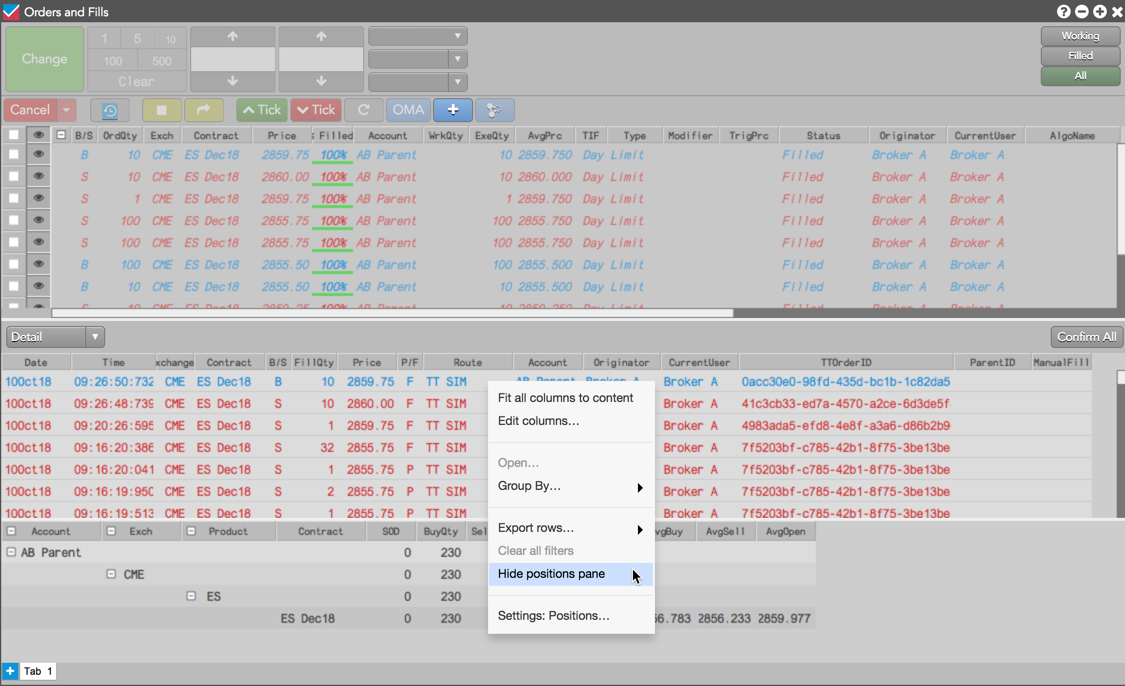 Orders and Fills
Change 1 5 10
100 500
Clear
Working
Filled
All
Cancel Tick Tick OMA
B/S OrdQty Exch Contract Price Filled Account WrkQty ExeQty AvgPrc TIF Type Modifier TrigPrc Status Originator CurrentUser AlgoName
B 10 CME ES Dec18 2859.75 100% AB Parent 10 2859.750 Day Limit Filled Broker A Broker A
S 10 CME ES Dec18 2860.00 100% AB Parent 10 2860.000 Day Limit Filled Broker A Broker A
S 1 CME ES Dec18 2859.75 100% AB Parent 1 2859.750 Day Limit Filled Broker A Broker A
S 100 CME ES Dec18 2855.75 100% AB Parent 100 2855.750 Day Limit Filled Broker A Broker A
S 100 CME ES Dec18 2855.75 100% AB Parent 100 2855.750 Day Limit Filled Broker A Broker A
B 100 CME ES Dec18 2855.50 100% AB Parent 100 2855.500 Day Limit Filled Broker A Broker A
B 10 CME ES Dec18 2855.50 100% AB Parent 10 2855.500 Day Limit Filled Broker A Broker A
Detail Confirm All
Date Time xchange Contract B/S FillQty Price P/F Route Account Originator CurrentUser TTOrderID ParentID ManualFill
10Oct18 09:26:50:732 CME ES Dec18 B 10 2859.75 F TT SIM AB Parent Broker A Broker A 0acc30e0-98fd-435d-bc1b-1c82da5
10Oct18 09:26:48:739 CME ES Dec18 S 10 2860.00 F TT SIM Broker A 41c3cb33-ed7a-4570-a2ce-6d3de5f
10Oct18 09:20:26:595 CME ES Dec18 S 1 2859.75 F TT SIM Broker A 4983ada5-efd8-4e8f-a3a6-d86b2b9
10Oct18 09:16:20:386 CME ES Dec18 S 32 2855.75 F TT SIM Broker A 7f5203bf-c785-42b1-8f75-3be13be
10Oct18 09:16:20:041 CME ES Dec18 S 1 2855.75 P TT SIM Broker A 7f5203bf-c785-42b1-8f75-3be13be
10Oct18 09:16:19:950 CME ES Dec18 S 2 2855.75 P TT SIM Broker A 7f5203bf-c785-42b1-8f75-3be13be
10Oct18 09:16:19:513 CME ES Dec18 S 1 2855.75 P TT SIM Broker A 7f5203bf-c785-42b1-8f75-3be13be
Fit all columns to content
Edit columns...
Open...
Group By...
Export rows...
Clear all filters
Hide positions pane
Settings: Positions...
Account Exch Product Contract SOD BuyQty Sel vgBuy AvgSell AvgOpen
AB Parent 0 230
CME 0 230
ES 0 230
ES Dec18 0 230 56.783 2856.233 2859.977
Tab 1